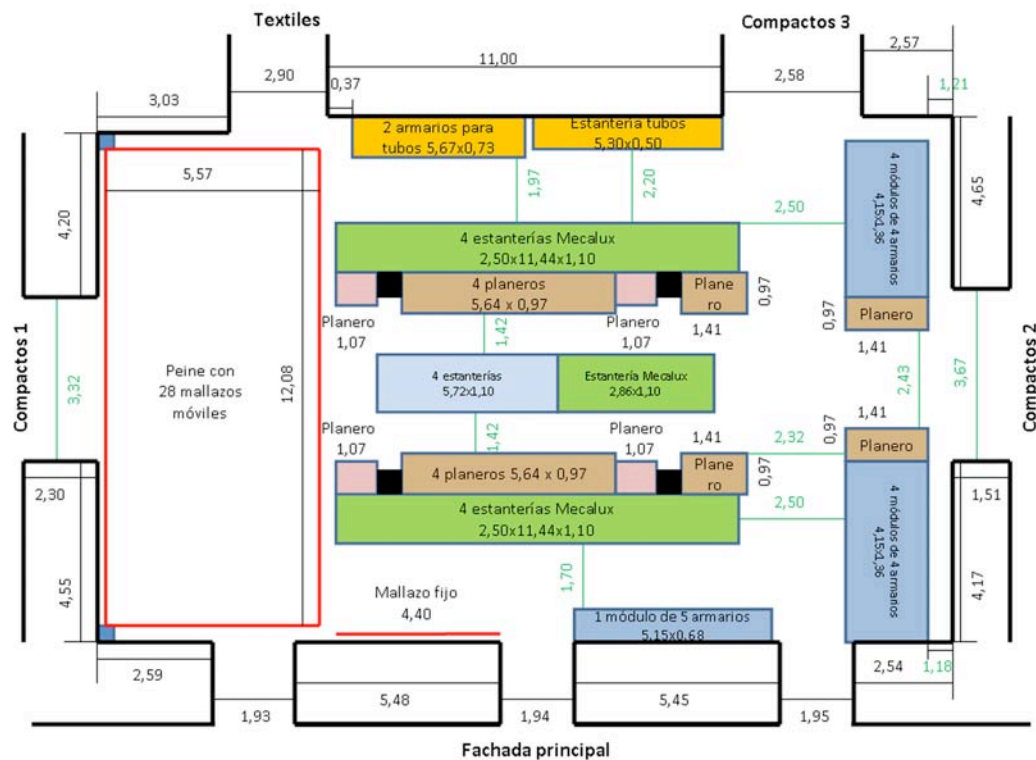 Textiles
Compactos 3
2,57
11,00
2,90
0,37
2,58
1,21
3,03
2 armarios para
tubos 5,67x0,73
Estantería tubos
5,30x0,50
5,57
1,97
2,20
4 módulos de 4 armarios
4,15x1,36
4,65
4,20
2,50
4 estanterías Mecalux
2,50x11,44x1,10
4 planeros
5,64 x 0,97
Plane
ro
0,97
0,97
Planero
Planero
1,07
1,42
Planero
1,07
1,41
1,41
Compactos 1
3,32
Peine con
28 mallazos
móviles
12,08
4 estanterías
5,72x1,10
Estantería Mecalux
2,86x1,10
2,43
3,67
Compactos 2
1,41
Planero
1,07
1,42
Planero
1,07
1,41
2,32
0,97
Planero
4 planeros 5,64 x 0,97
Plane
ro
0,97
2,30
1,51
4 estanterías Mecalux
2,50x11,44x1,10
2,50
4 módulos de 4 armarios
4,15x1,36
4,55
4,17
1,70
Mallazo fijo
4,40
1 módulo de 5 armarios
5,15x0,68
2,59
2,54
1,18
5,48
5,45
1,93
1,94
1,95
Fachada principal